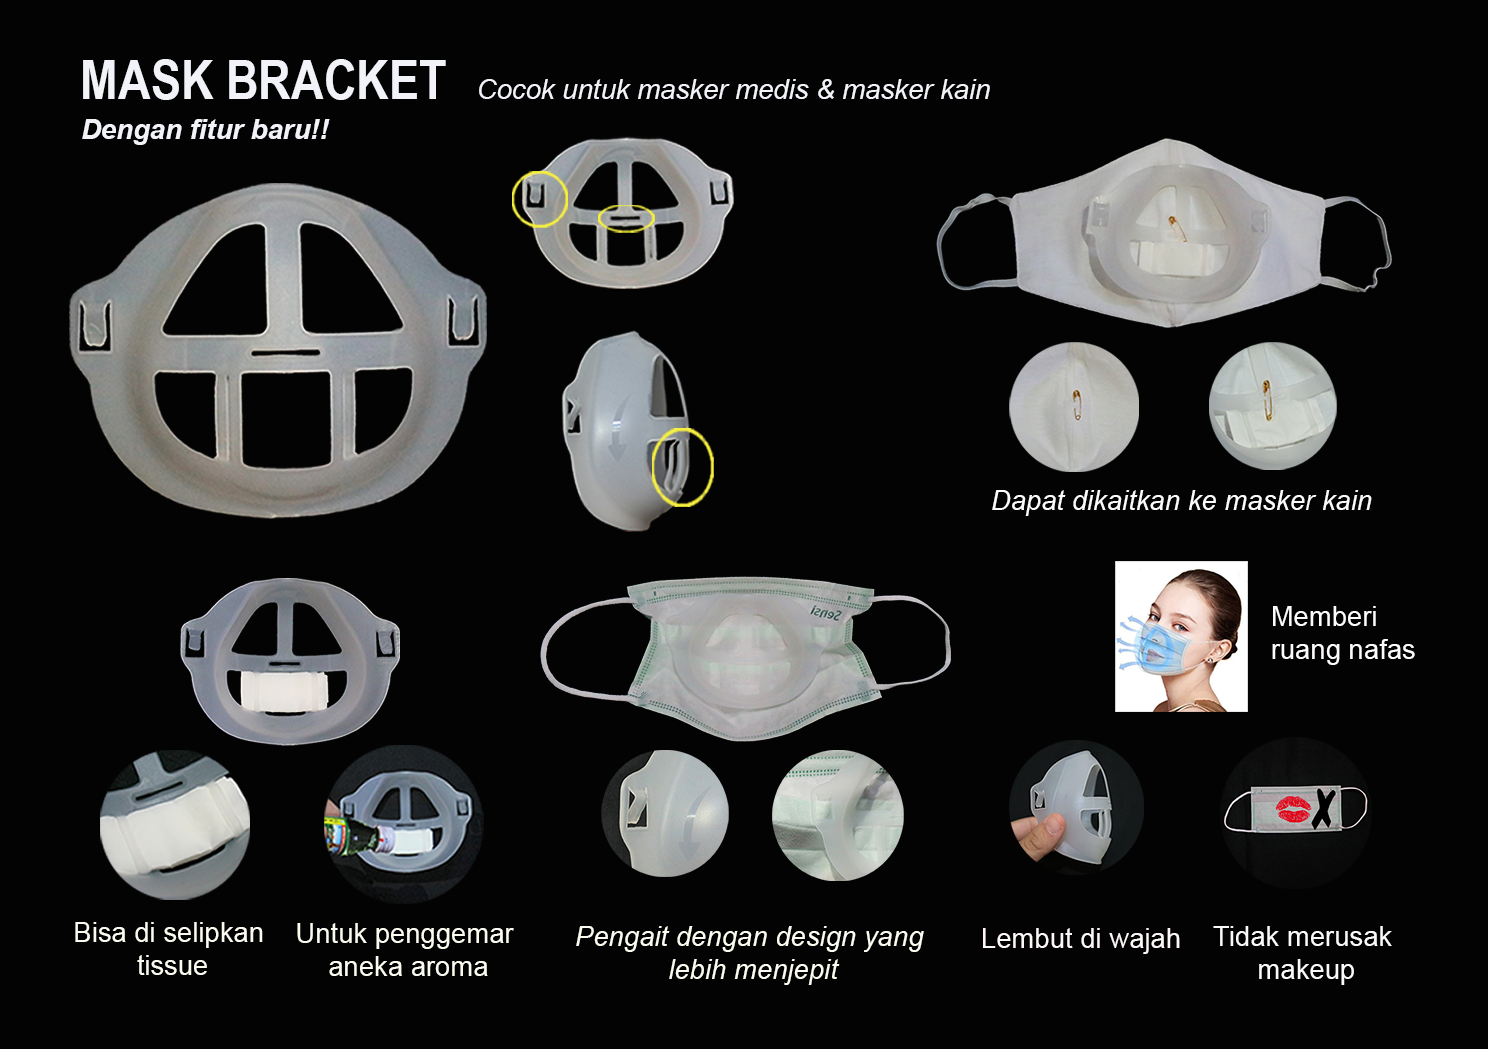 MASK BRACKET
Cocok untuk masker medis & masker kain
Dengan fitur baru!!
Dapat dikaitkan ke masker kain
Sensi
Memberi
ruang nafas
Bisa di selipkan
tissue
Untuk penggemar
aneka aroma
Pengait dengan design yang
lebih menjepit
Lembut di wajah
Tidak merusak
makeup